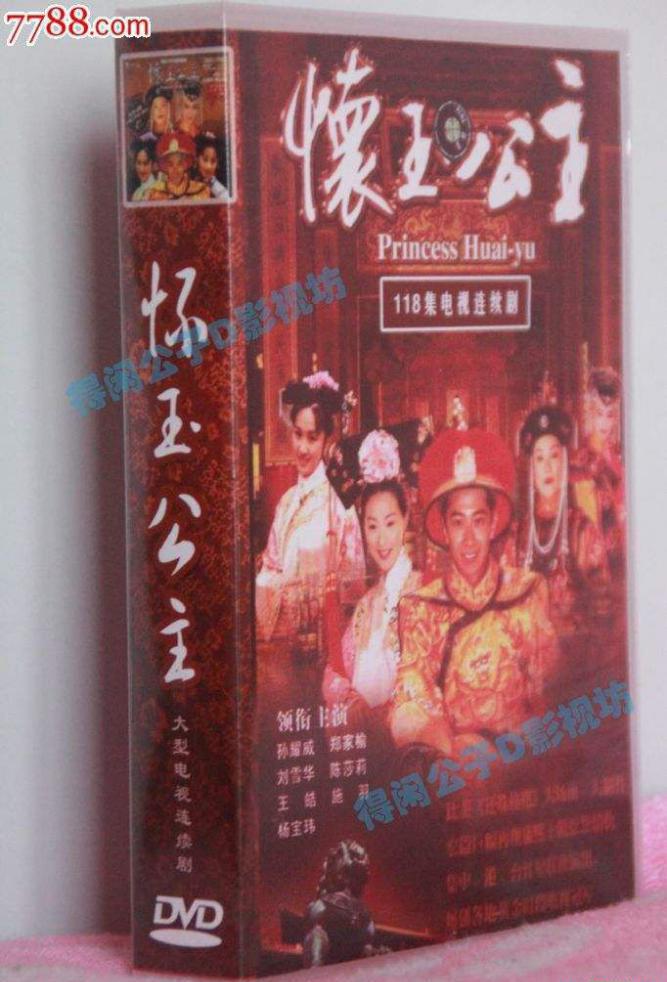 7788.com
懷玉公主
Princess Huai-yu
118集电视连续剧
领衔主演
孙耀威 郑家榆
刘雪华 陈莎莉
王皓 施羽
杨宝玮
怀玉公主
大型电视连续剧
DVD
得闲公子D影视坊
得闲公子D影视坊